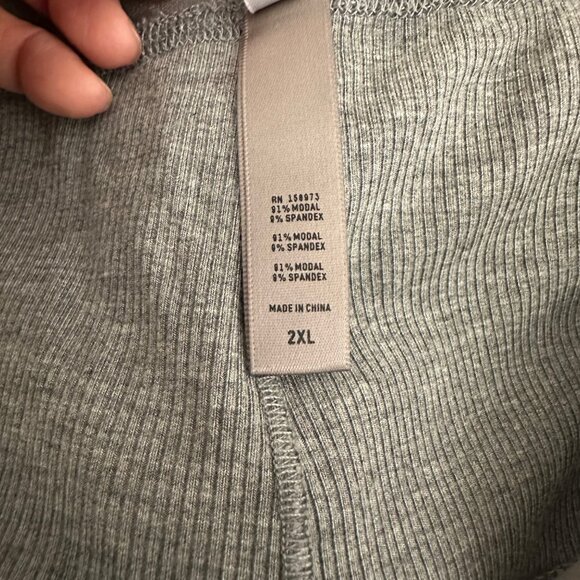 RN 158973
91% MODAL
9% SPANDEX
91% MODAL
9% SPANDEX
91% MODAL
9% SPANDEX
MADE IN CHINA
2XL